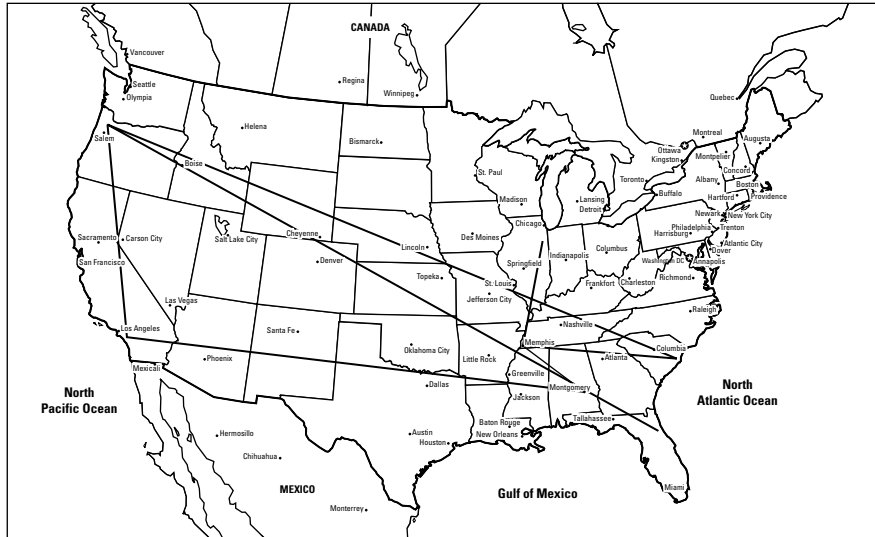 CANADA
Vancouver
Seattle
Olympia
Regina
Winnipeg
Quebec
Helena
Bismarck
Montreal
Augusta
Salem
Ottawa
Kingston
Montpelier
Boise
St. Paul
Toronto
Concord
Albany
Boston
Madison
Lansing
Buffalo
Hartford
Providence
Detroit
Newark
New York City
Chicago
Philadelphia
Trenton
Harrisburg
Sacramento
Carson City
Salt Lake City
Cheyenne
Lincoln
Des Moines
Atlantic City
Dover
Columbus
Indianapolis
San Francisco
Denver
Springfield
Washington DC
Annapolis
Topeka
St. Louis
Frankfort
Charleston
Richmond
Jefferson City
Las Vegas
Raleigh
Los Angeles
Santa Fe
Nashville
Oklahoma City
Memphis
Columbia
Phoenix
Little Rock
Atlanta
Mexicali
Greenville
Dallas
Montgomery
Jackson
North
Pacific Ocean
North
Atlantic Ocean
Hermosillo
Austin
Houston
Baton Rouge
New Orleans
Tallahassee
Chihuahua
MEXICO
Gulf of Mexico
Miami
Monterrey